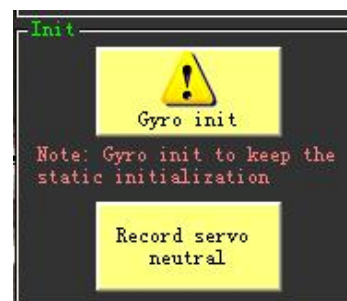 Init
Gyro init
Note: Gyro init to keep the
static initialization
Record servo
neutral